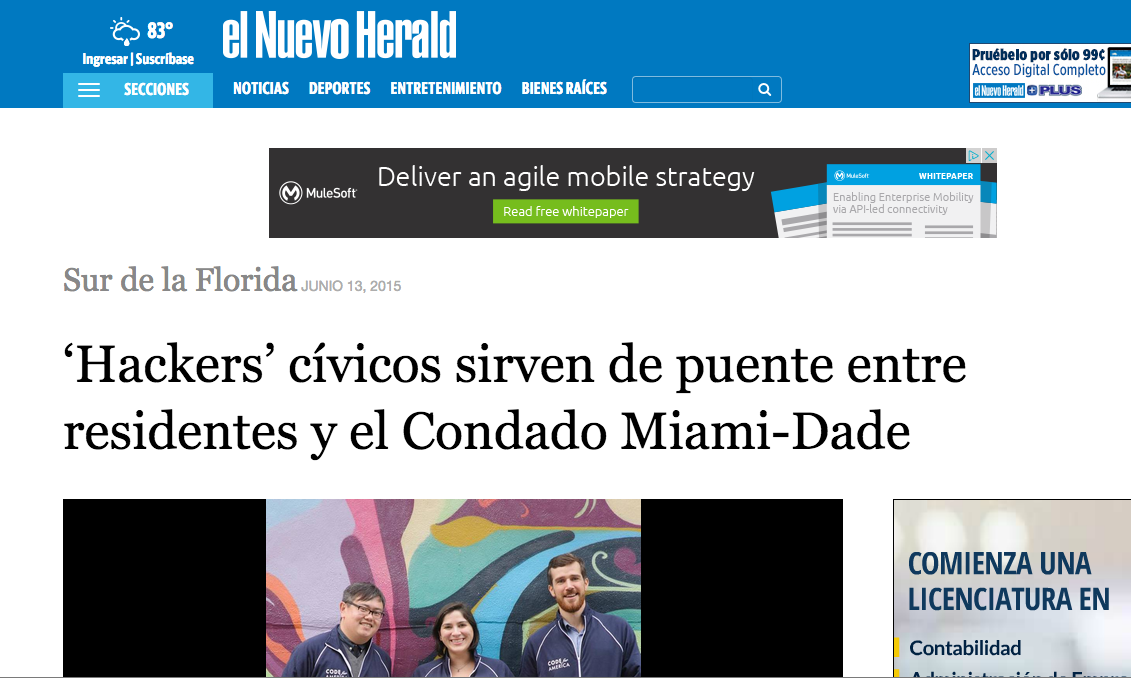 83°
Ingresar | Suscríbase
el Nuevo Herald
SECCIONES
NOTICIAS
DEPORTES
ENTRETENIMIENTO
BIENES RAÍCES
Pruébelo por sólo 99¢
Acceso Digital Completo
el Nuevo Herald PLUS
MuleSoft
Deliver an agile mobile strategy
Read free whitepaper
MuleSoft
WHITEPAPER
Enabling Enterprise Mobility
via API-led connectivity
Sur de la Florida JUNIO 13, 2015
‘Hackers’ cívicos sirven de puente entre
residentes y el Condado Miami-Dade
CODE for
AMERICA
CODE for
AMERICA
COMIENZA UNA
LICENCIATURA EN
Contabilidad
Administración de Empre